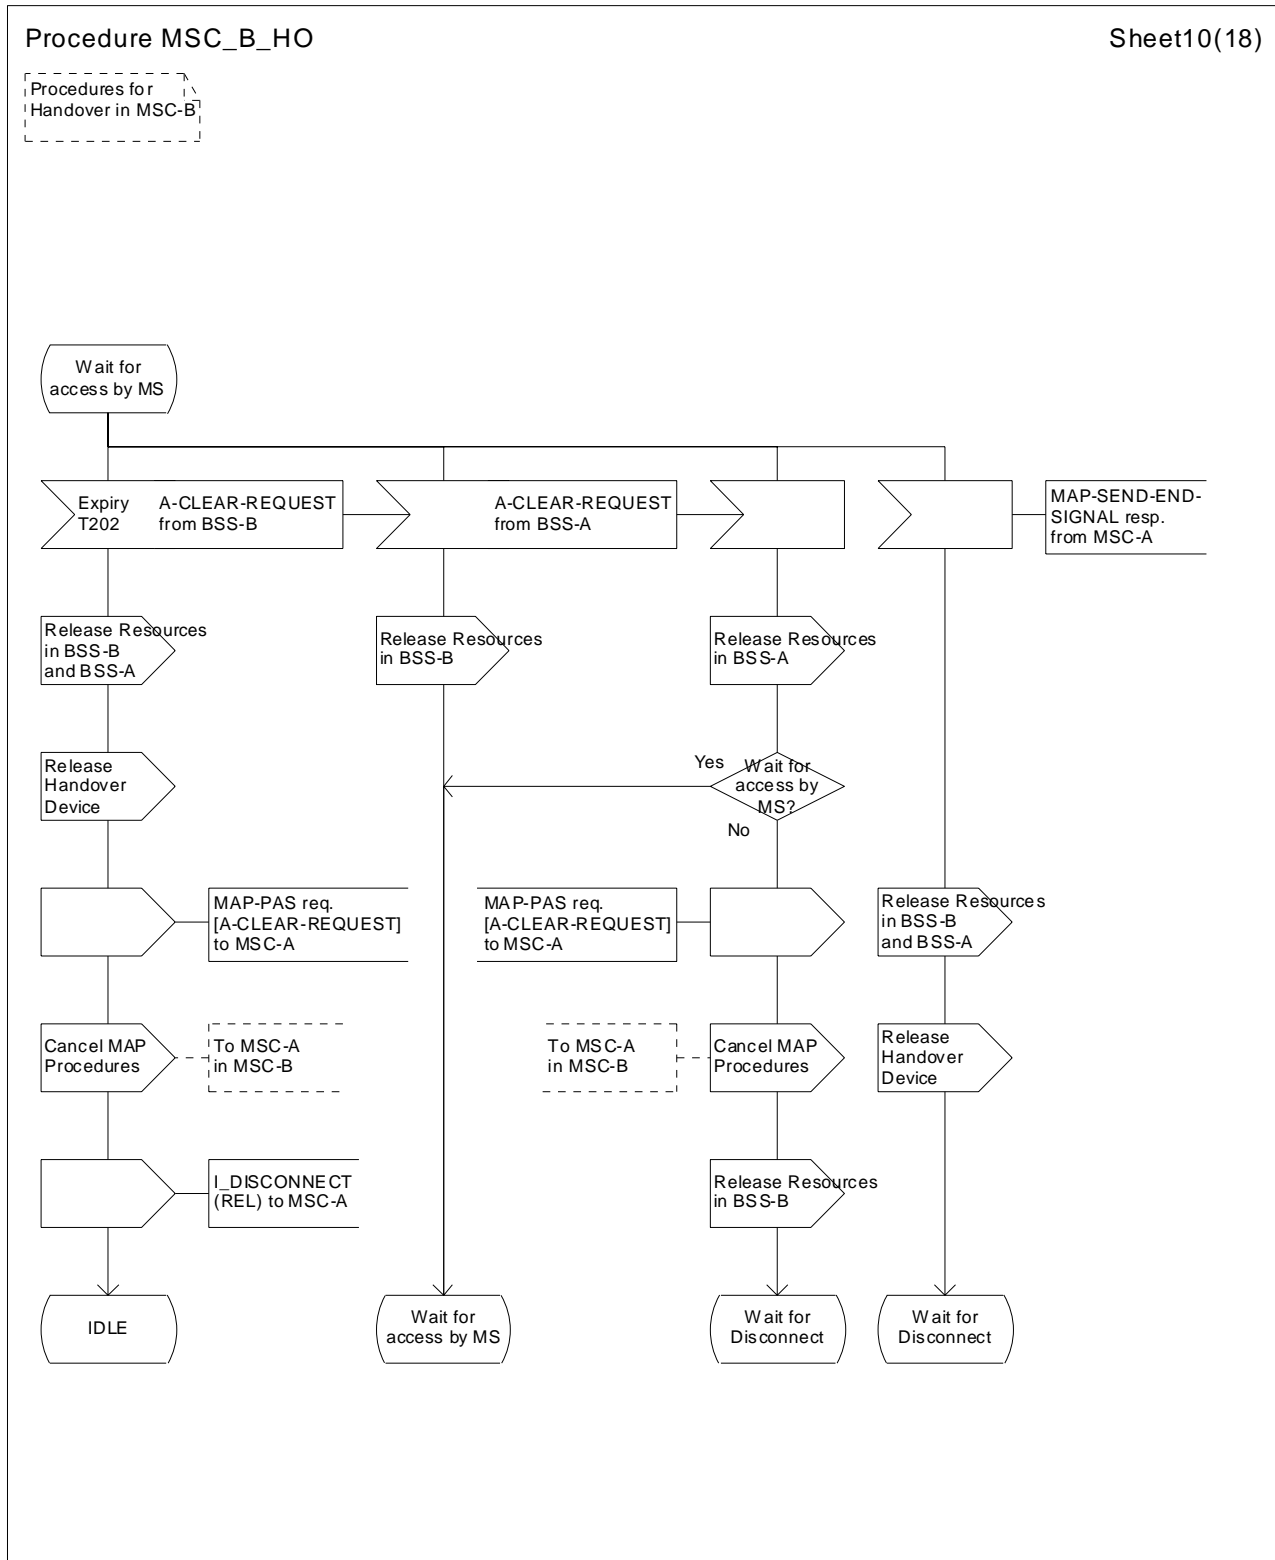 Procedure MSC_B_HO
Sheet10(18)
Procedures for
Handover in MSC-B
Wait for
access by MS
Expiry
T202
A-CLEAR-REQUEST
from BSS-B
A-CLEAR-REQUEST
from BSS-A
MAP-SEND-END-
SIGNAL resp.
from MSC-A
Release Resources
in BSS-B
and BSS-A
Release Resources
in BSS-B
Release Resources
in BSS-A
Release
Handover
Device
Yes
Wait for
access by
MS?
No
MAP-PAS req.
[A-CLEAR-REQUEST]
to MSC-A
MAP-PAS req.
[A-CLEAR-REQUEST]
to MSC-A
Release Resources
in BSS-B
and BSS-A
Cancel MAP
Procedures
To MSC-A
in MSC-B
To MSC-A
in MSC-B
Cancel MAP
Procedures
Release
Handover
Device
I_DISCONNECT
(REL) to MSC-A
Release Resources
in BSS-B
IDLE
Wait for
access by MS
Wait for
Disconnect
Wait for
Disconnect